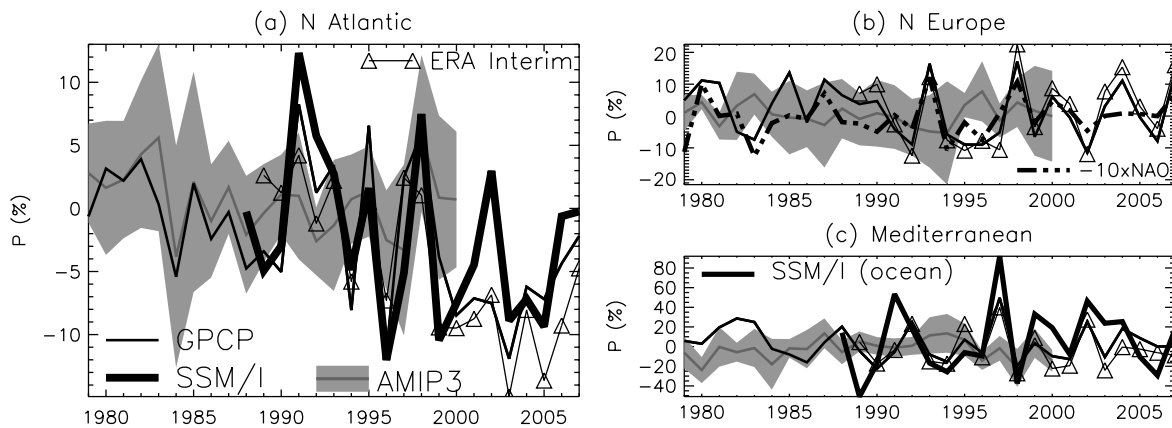 (a) N Atlantic
P (%)
10
5
0
−5
−10
ERA Interim
GPCP
SSM/I
AMIP3
1980 1985 1990 1995 2000 2005
(b) N Europe
P (%)
20
10
0
−10
−20
−10xNAO
1980 1985 1990 1995 2000 2005
(c) Mediterranean
P (%)
80
60
40
20
0
−20
−40
SSM/I (ocean)
1980 1985 1990 1995 2000 2005